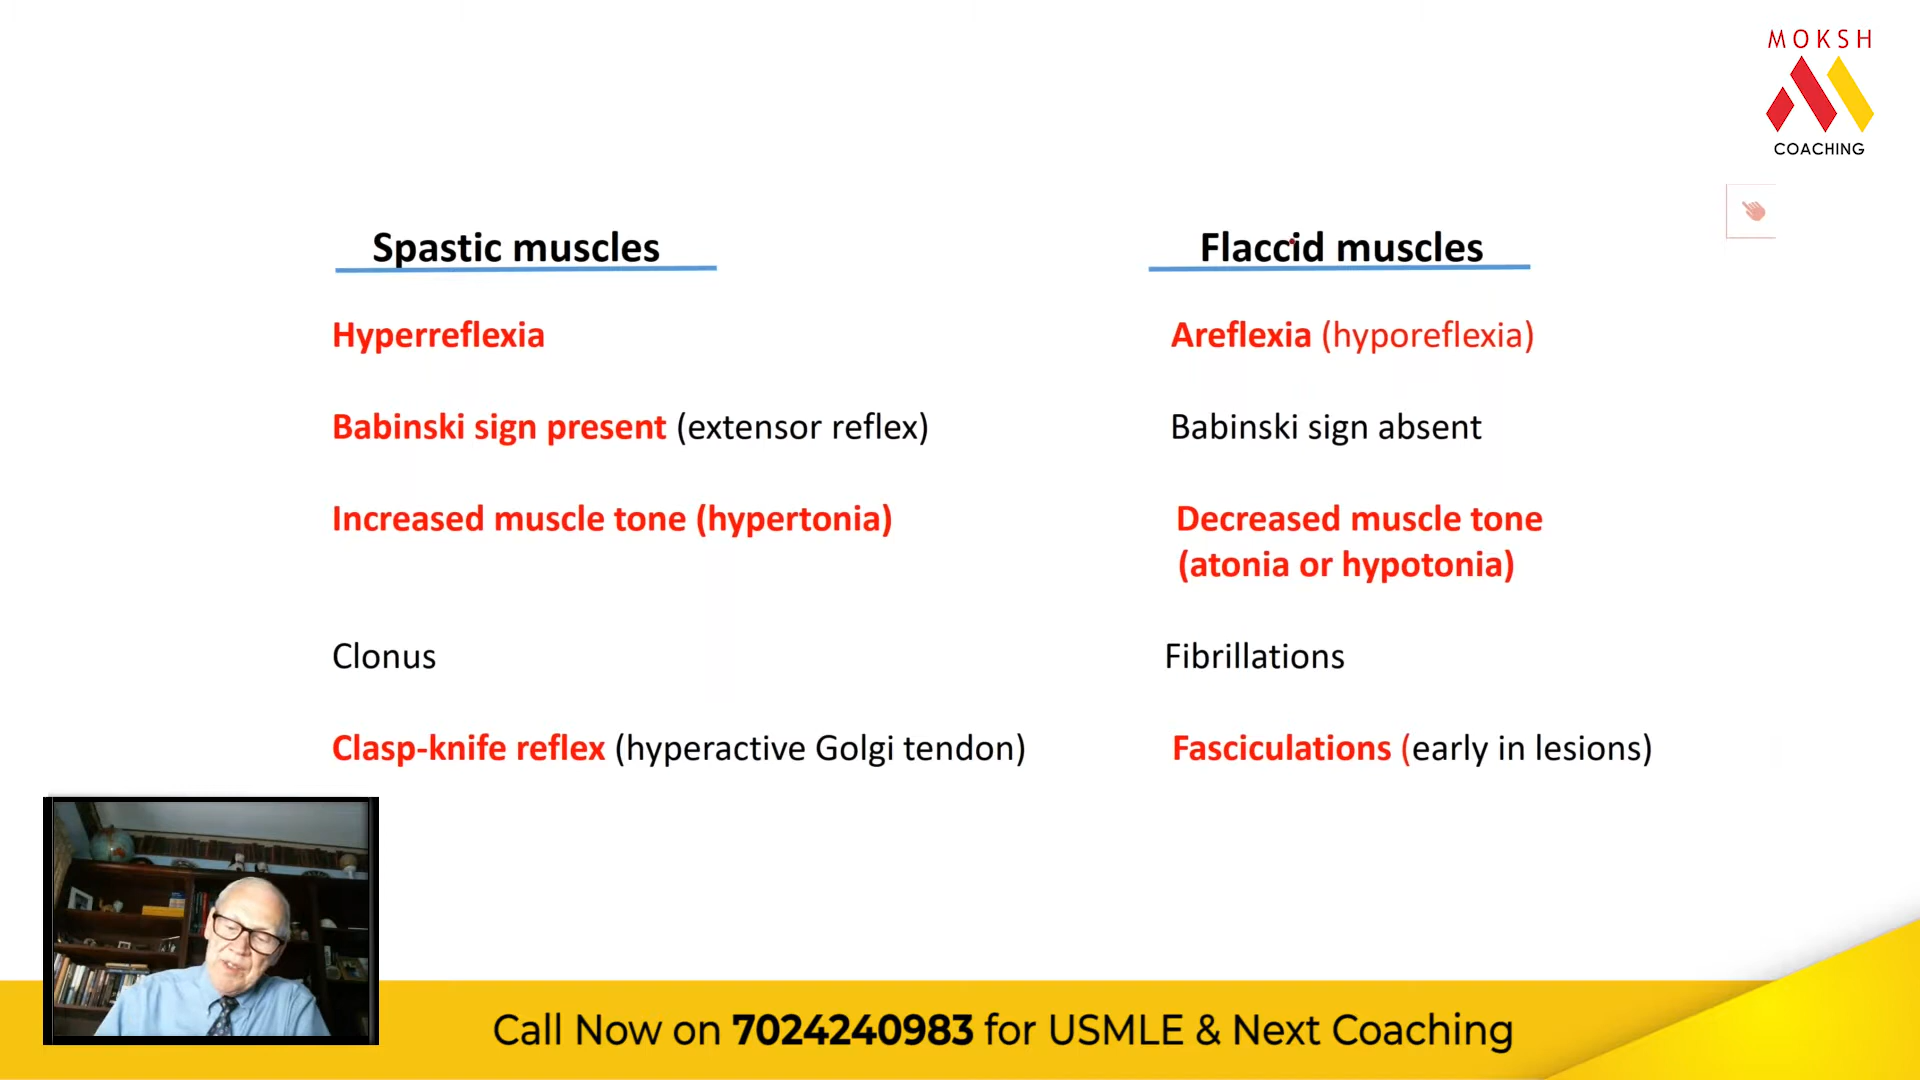 MOKSH
COACHING
Spastic muscles
Flaccid muscles
Hyperreflexia
Areflexia (hyporeflexia)
Babinski sign present (extensor reflex)
Babinski sign absent
Increased muscle tone (hypertonia)
Decreased muscle tone
(atonia or hypotonia)
Clonus
Fibrillations
Clasp-knife reflex (hyperactive Golgi tendon)
Fasciculations (early in lesions)
Call Now on 7024240983 for USMLE & Next Coaching